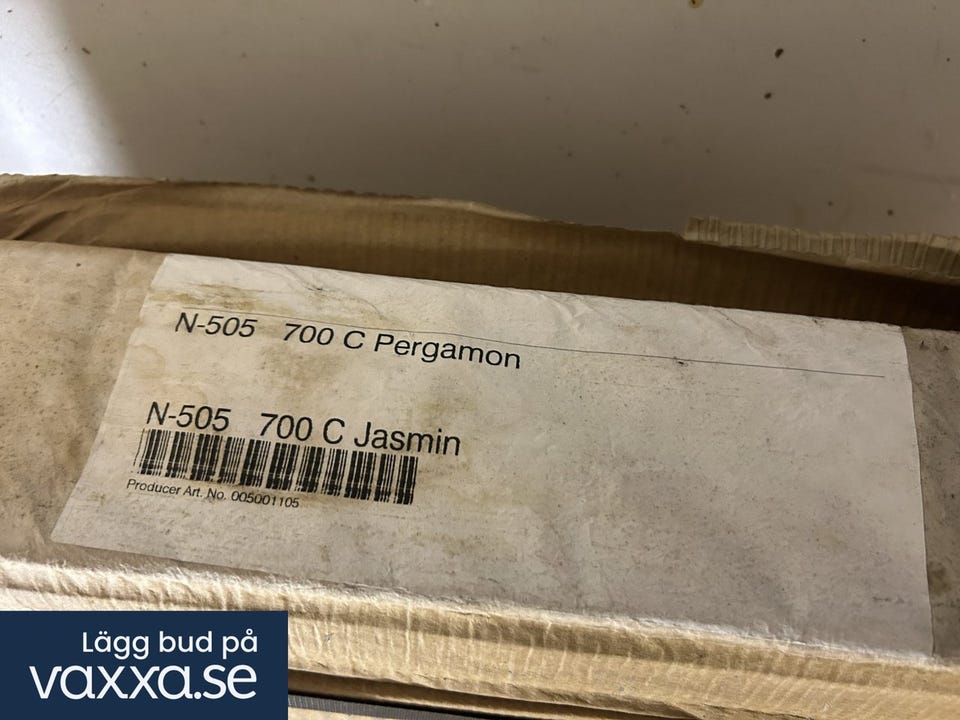 N-505 700 C Pergamon
N-505 700 C Jasmin
Producer Art. No. 005001105
Lägg bud på
vaxxa.se